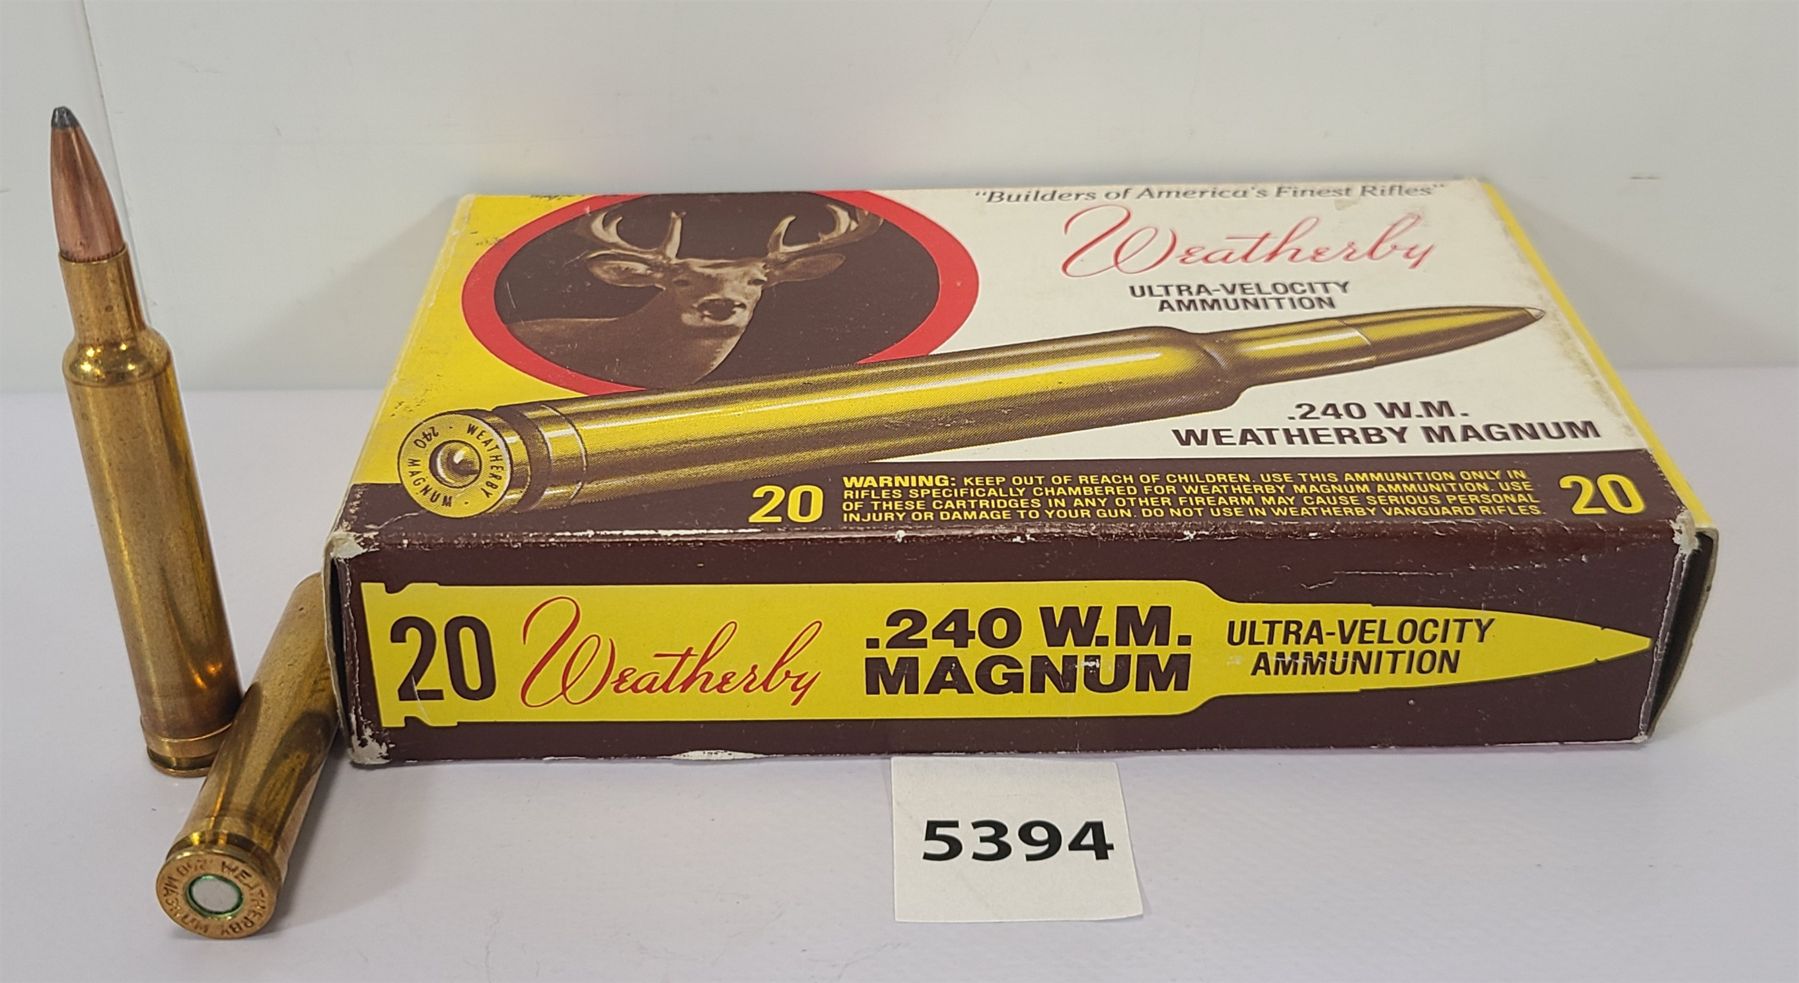 "Builders of America's Finest Rifles"
Weatherby
ULTRA-VELOCITY
AMMUNITION
.240 W.M.
WEATHERBY MAGNUM
WEATHERBY · 240 MAGNUM ·
20
WARNING: KEEP OUT OF REACH OF CHILDREN. USE THIS AMMUNITION ONLY IN
RIFLES SPECIFICALLY CHAMBERED FOR WEATHERBY MAGNUM AMMUNITION. USE
OF THESE CARTRIDGES IN ANY OTHER FIREARM MAY CAUSE SERIOUS PERSONAL
INJURY OR DAMAGE TO YOUR GUN. DO NOT USE IN WEATHERBY VANGUARD RIFLES.
20
20 Weatherby .240 W.M.
MAGNUM
ULTRA-VELOCITY
AMMUNITION
WEATHERBY
5394